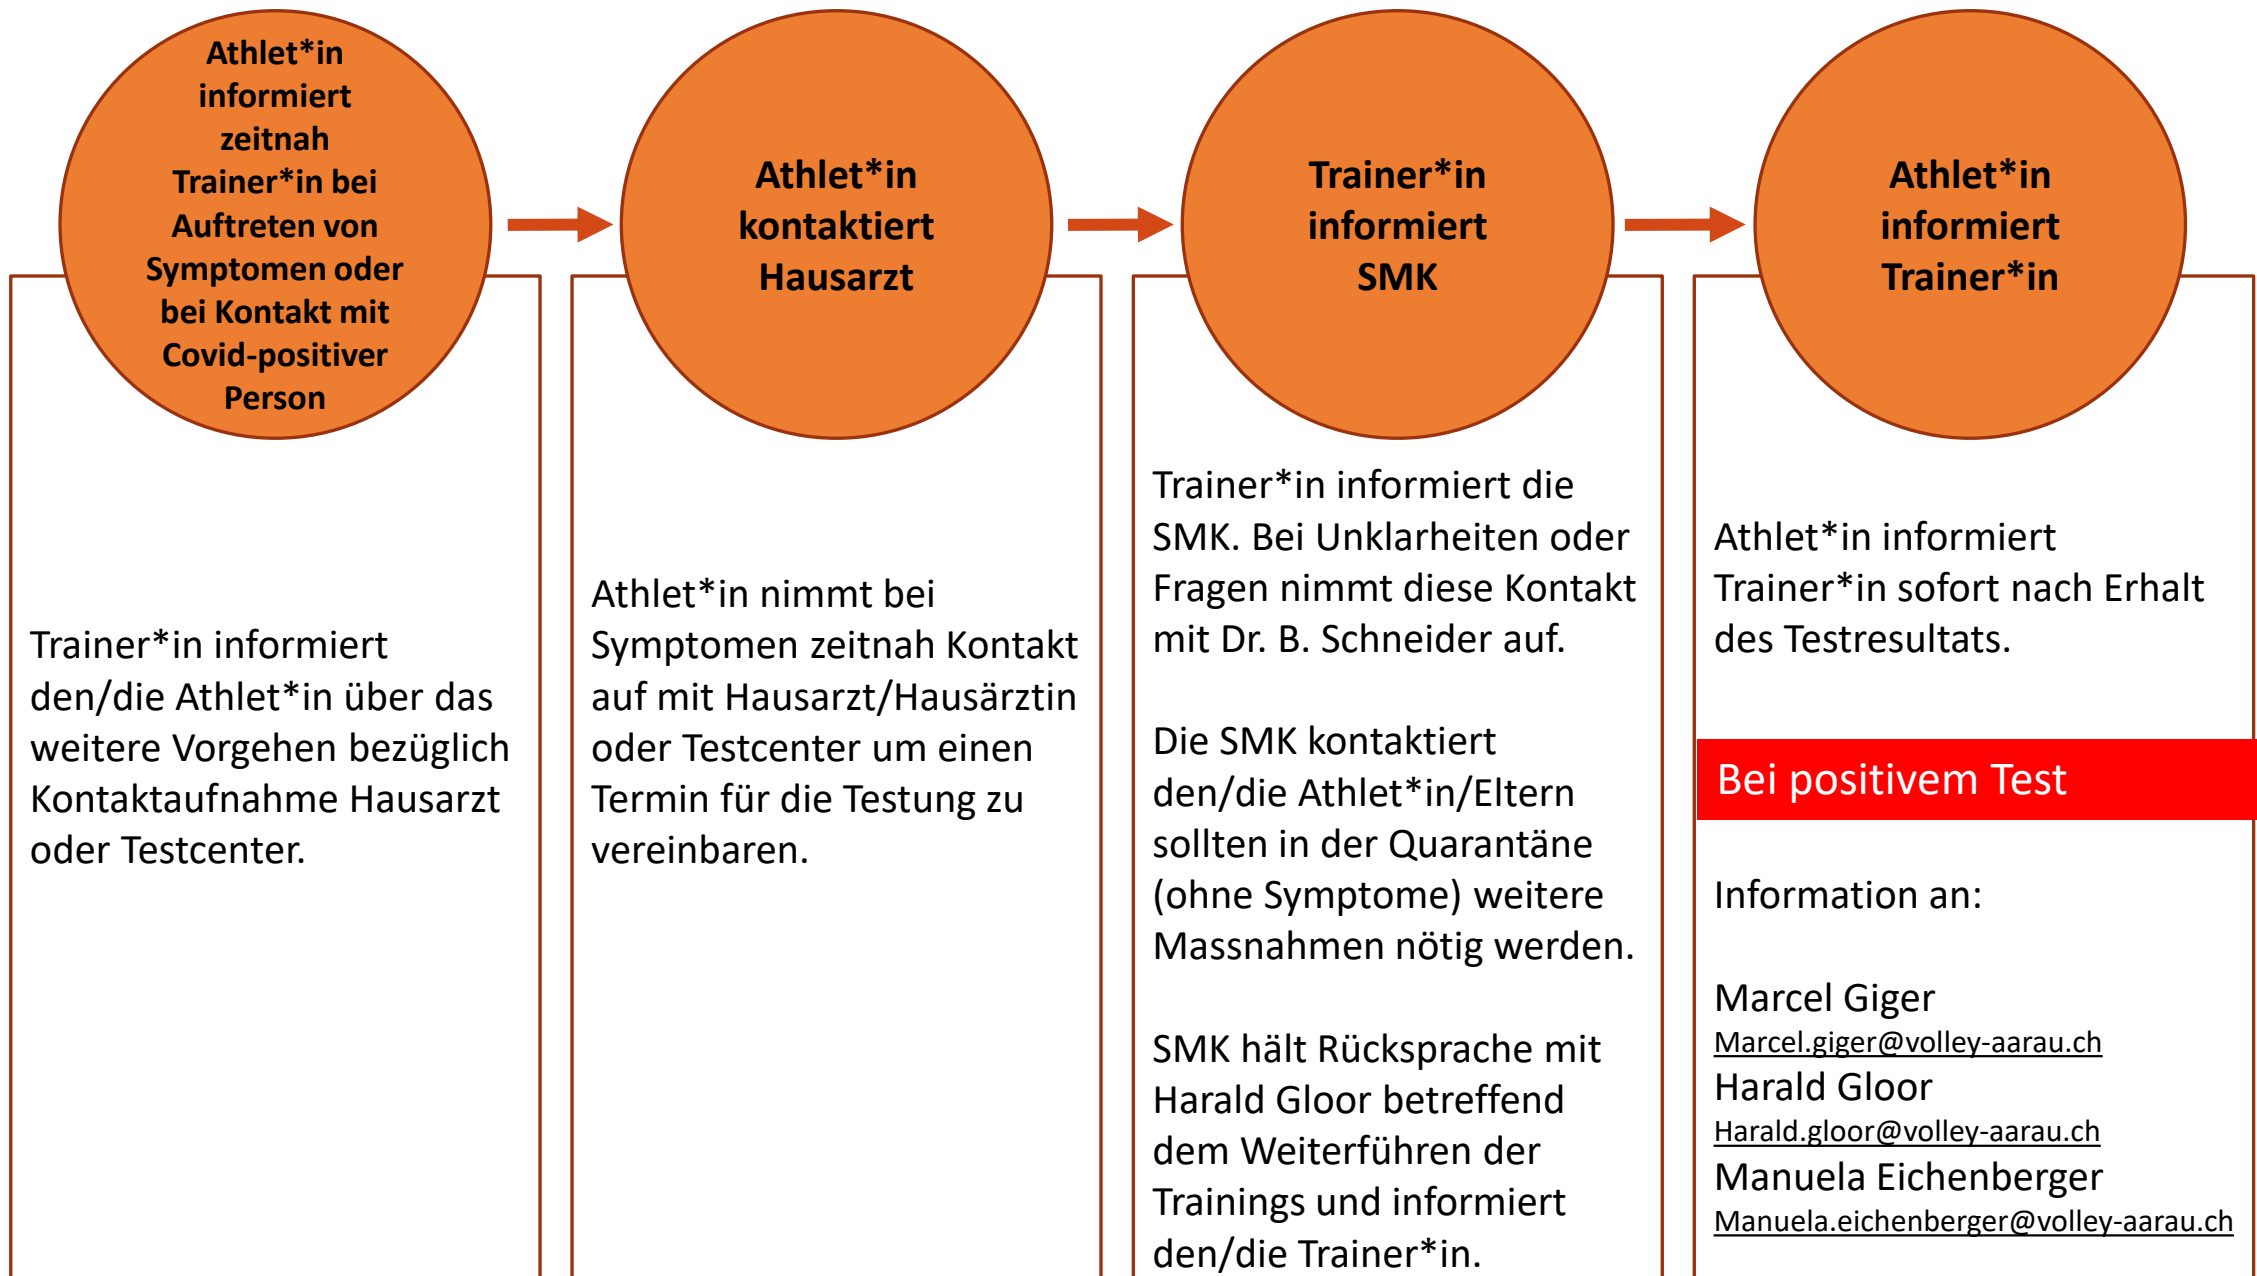 Athlet*in
informiert
zeitnah
Trainer*in bei
Auftreten von
Symptomen oder
bei Kontakt mit
Covid-positiver
Person
Trainer*in informiert
den/die Athlet*in über das
weitere Vorgehen bezüglich
Kontaktaufnahme Hausarzt
oder Testcenter.
Athlet*in
kontaktiert
Hausarzt
Athlet*in nimmt bei
Symptomen zeitnah Kontakt
auf mit Hausarzt/Hausärztin
oder Testcenter um einen
Termin für die Testung zu
vereinbaren.
Trainer*in
informiert
SMK
Trainer*in informiert die
SMK. Bei Unklarheiten oder
Fragen nimmt diese Kontakt
mit Dr. B. Schneider auf.
Die SMK kontaktiert
den/die Athlet*in/Eltern
sollten in der Quarantäne
(ohne Symptome) weitere
Massnahmen nötig werden.
SMK hält Rücksprache mit
Harald Gloor betreffend
dem Weiterführen der
Trainings und informiert
den/die Trainer*in.
Athlet*in
informiert
Trainer*in
Athlet*in informiert
Trainer*in sofort nach Erhalt
des Testresultats.
Bei positivem Test
Information an:
Marcel Giger
Marcel.giger@volley-aarau.ch
Harald Gloor
Harald.gloor@volley-aarau.ch
Manuela Eichenberger
Manuela.eichenberger@volley-aarau.ch